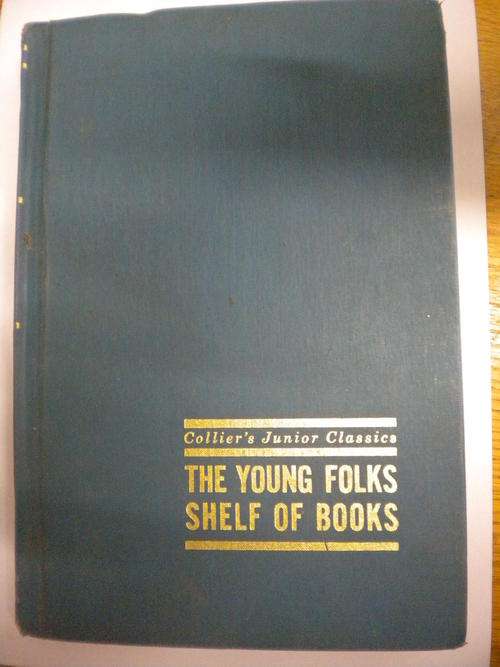 Collier's Junior Classics
THE YOUNG FOLKS
SHELF OF BOOKS